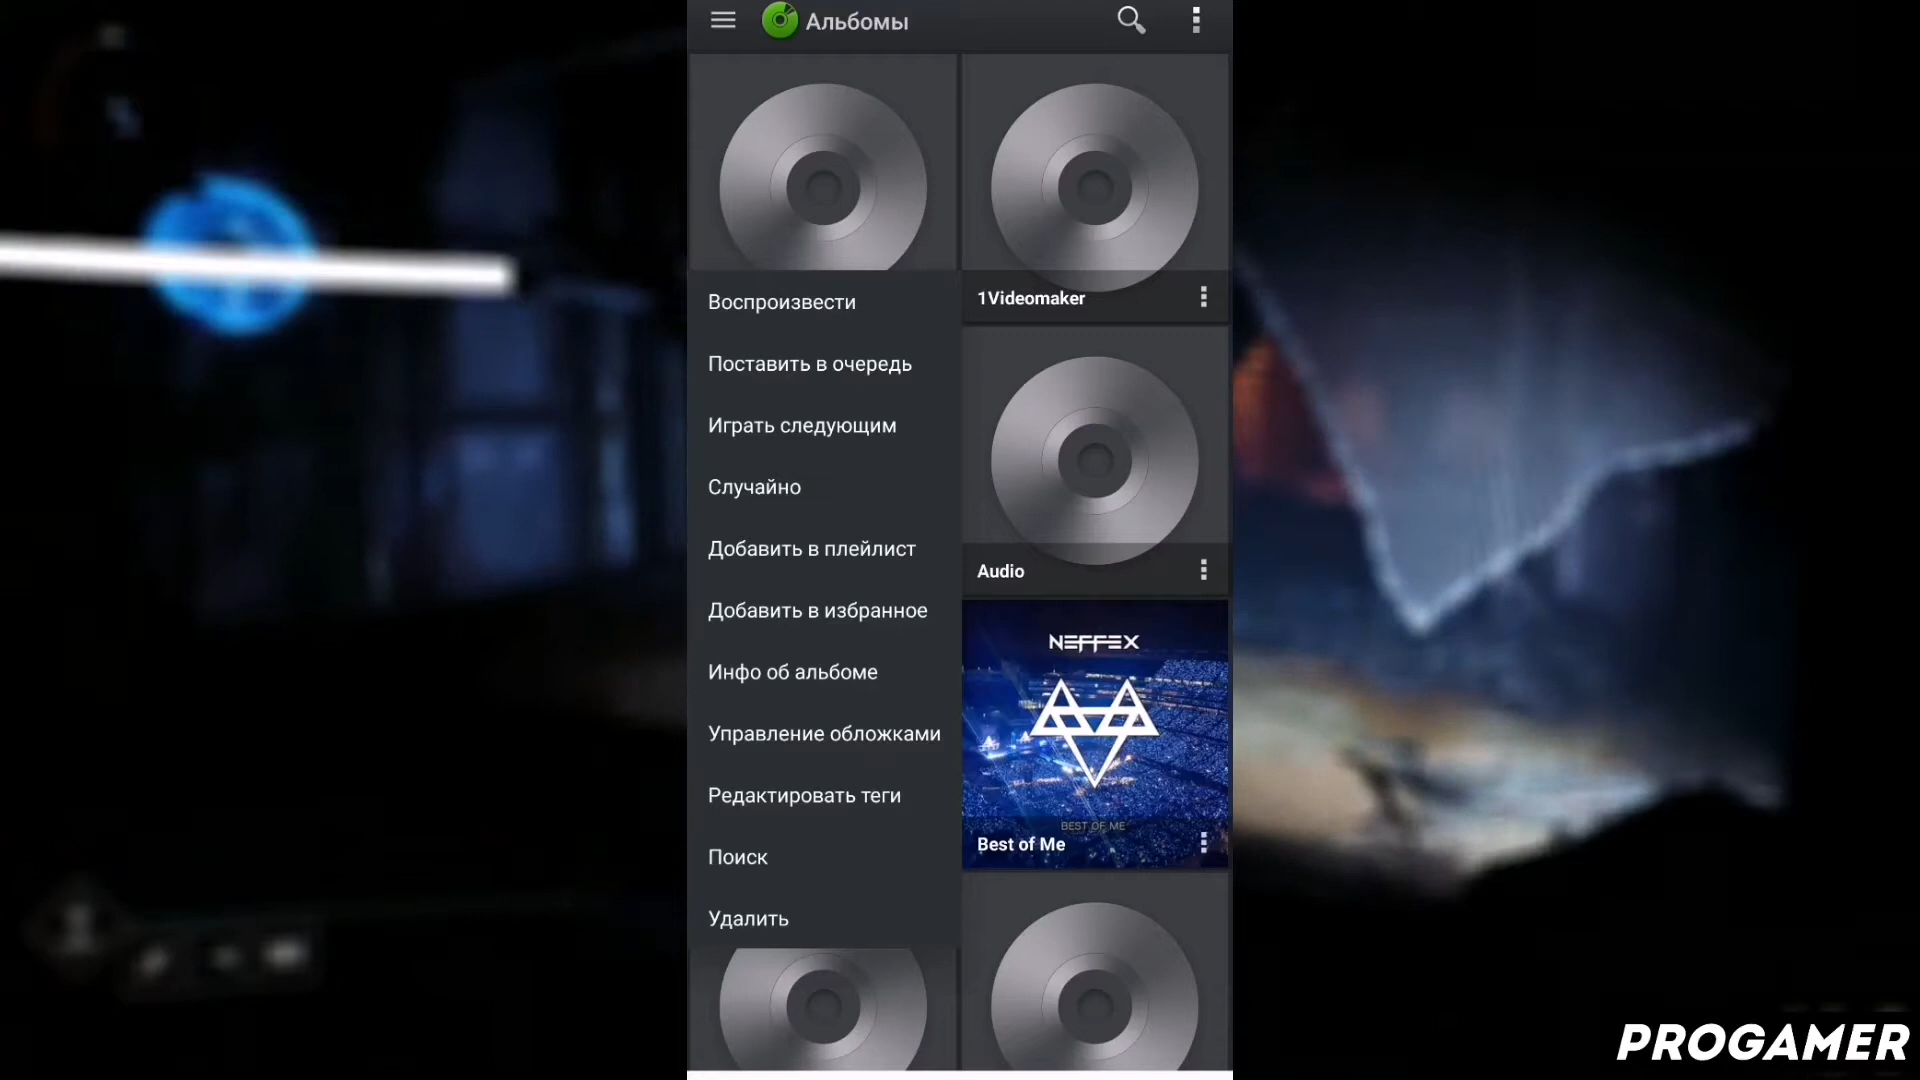 Альбомы
1Videomaker
Воспроизвести
Поставить в очередь
Играть следующим
Случайно
Добавить в плейлист
Добавить в избранное
Инфо об альбоме
Управление обложками
Редактировать теги
Поиск
Удалить
Audio
NEFFEX
BEST OF ME
Best of Me
PROGAMER